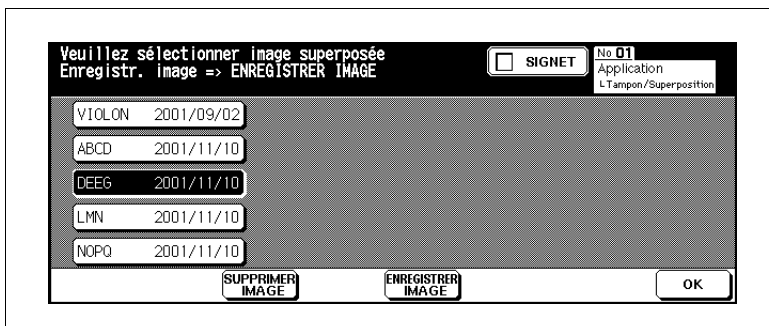 Veuillez sélectionner image superposée
Enregistr. image => ENREGISTRER IMAGE
SIGNET
No 01
Application
└ Tampon/Superposition
VIOLON 2001/09/02
ABCD 2001/11/10
DEEG 2001/11/10
LMN 2001/11/10
NOPQ 2001/11/10
SUPPRIMER
IMAGE
ENREGISTRER
IMAGE
OK